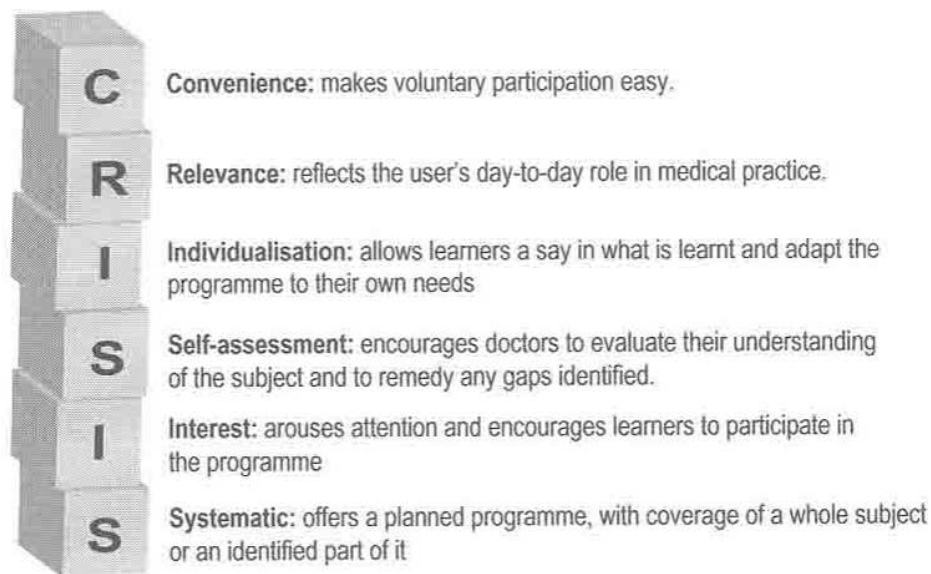 C
Convenience: makes voluntary participation easy.
R
Relevance: reflects the user's day-to-day role in medical practice.
I
Individualisation: allows learners a say in what is learnt and adapt the
programme to their own needs
S
Self-assessment: encourages doctors to evaluate their understanding
of the subject and to remedy any gaps identified.
I
Interest: arouses attention and encourages learners to participate in
the programme
S
Systematic: offers a planned programme, with coverage of a whole subject
or an identified part of it